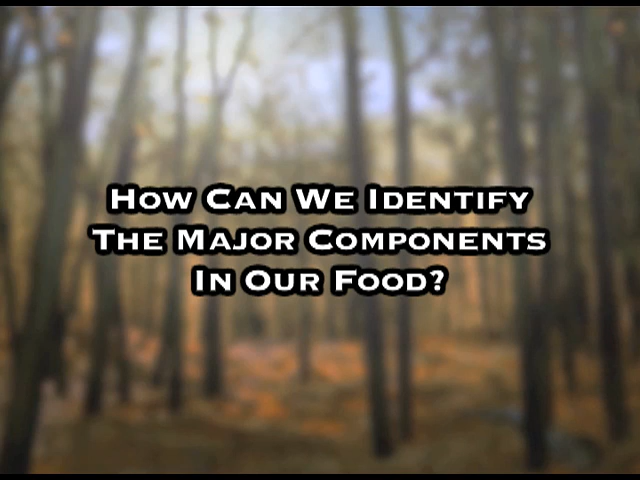 How Can We Identify
The Major Components
In Our Food?